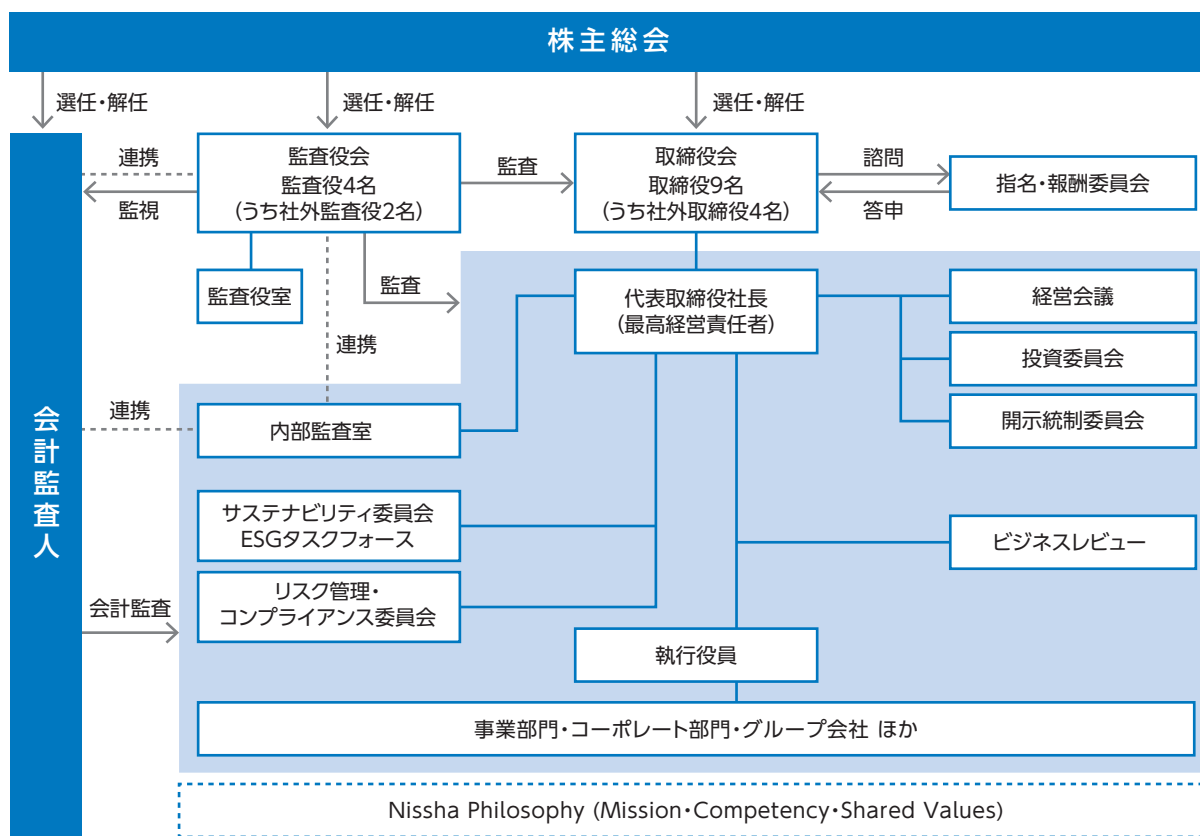 株主総会
選任・解任
選任・解任
選任・解任
会計監査人
連携
監視
監査役会
監査役4名
(うち社外監査役2名)
監査
取締役会
取締役9名
(うち社外取締役4名)
諮問
答申
指名・報酬委員会
監査役室
監査
連携
代表取締役社長
(最高経営責任者)
経営会議
投資委員会
開示統制委員会
連携
内部監査室
サステナビリティ委員会
ESGタスクフォース
ビジネスレビュー
リスク管理・
コンプライアンス委員会
会計監査
執行役員
事業部門・コーポレート部門・グループ会社 ほか
Nissha Philosophy (Mission・Competency・Shared Values)